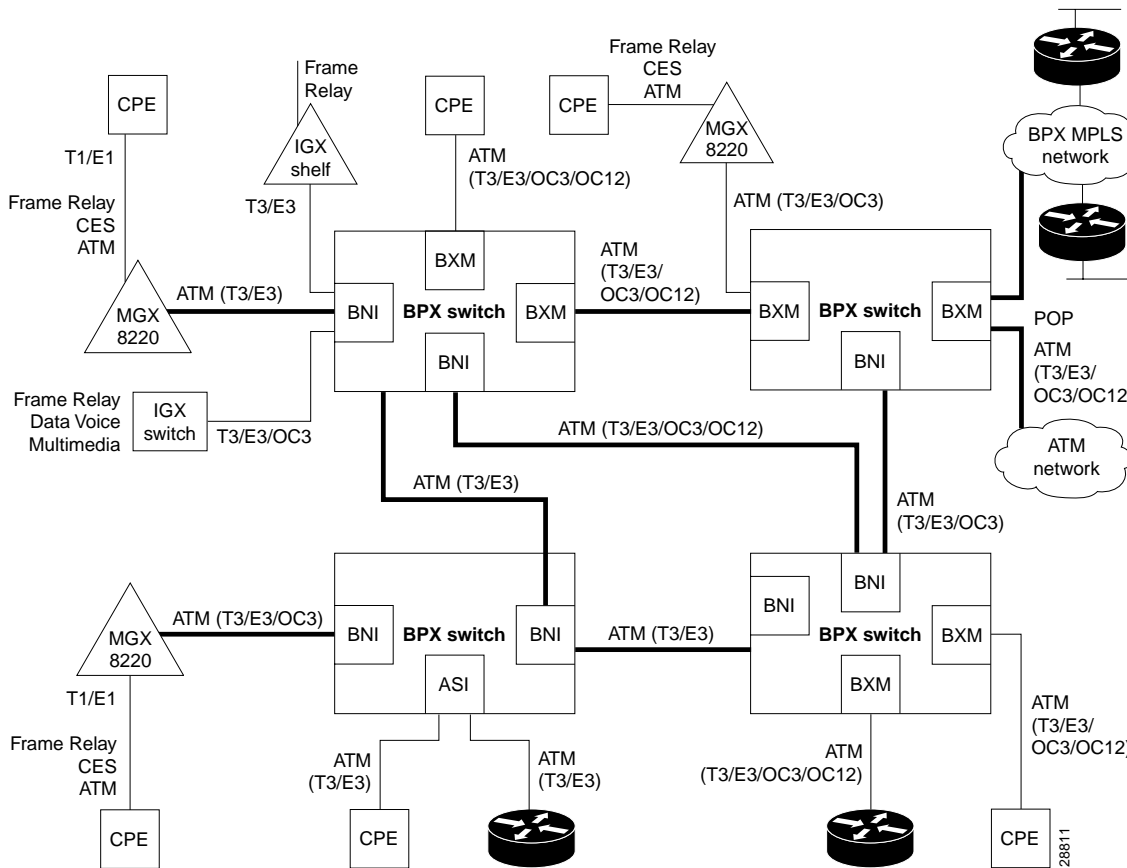 Frame
Relay
Frame Relay
CES
ATM
CPE
CPE
CPE
IGX
shelf
MGX
8220
BPX MPLS
network
T1/E1
ATM
(T3/E3/OC3/OC12)
T3/E3
ATM (T3/E3/OC3)
Frame Relay
CES
ATM
BXM
ATM
(T3/E3/
OC3/OC12)
ATM (T3/E3)
MGX
8220
BNI
BPX switch
BXM
BXM
BPX switch
BXM
POP
BNI
BNI
ATM
(T3/E3/
OC3/OC12)
Frame Relay
Data Voice
Multimedia
IGX
switch
T3/E3/OC3
ATM (T3/E3/OC3/OC12)
ATM
network
ATM (T3/E3)
ATM
(T3/E3/OC3)
BNI
BNI
MGX
8220
ATM (T3/E3/OC3)
BNI
BPX switch
BNI
ATM (T3/E3)
BPX switch
BXM
ASI
BXM
T1/E1
Frame Relay
CES
ATM
ATM
(T3/E3)
ATM
(T3/E3)
ATM
(T3/E3/OC3/OC12)
ATM
(T3/E3/
OC3/OC12)
CPE
CPE
CPE
28811